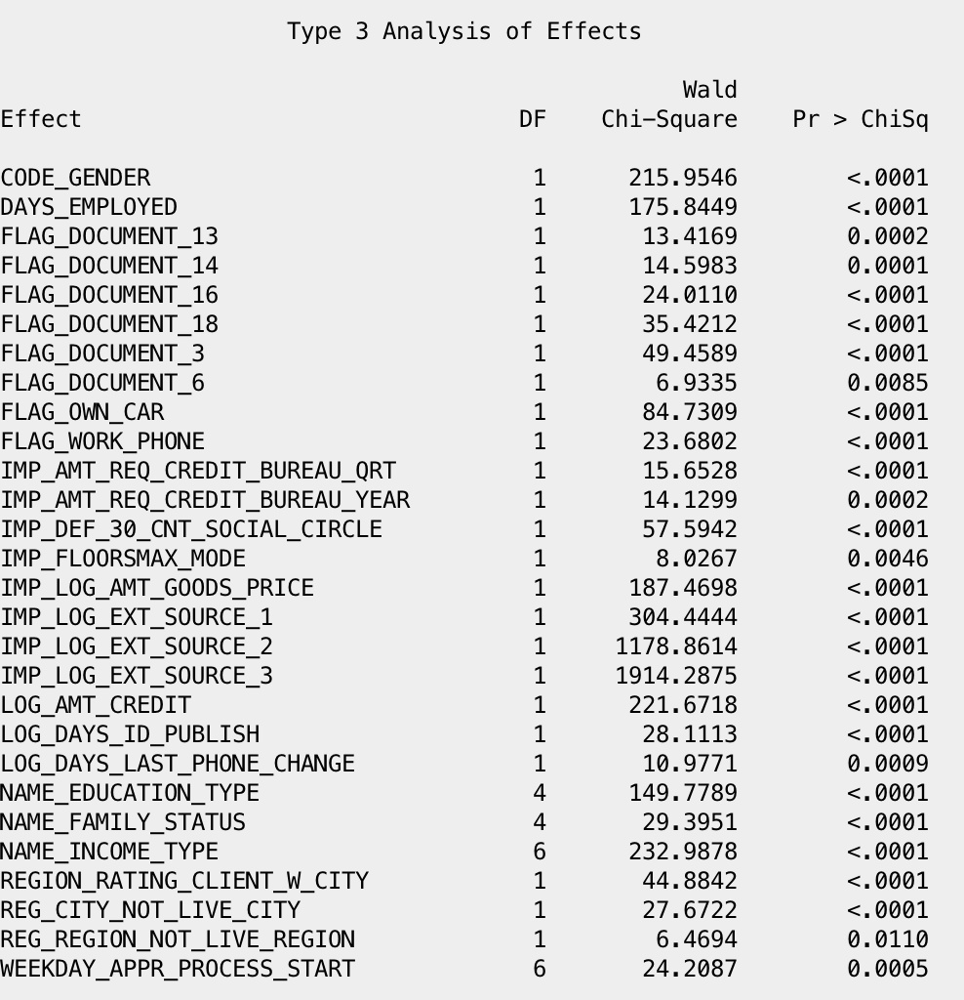 Type 3 Analysis of Effects
Wald
Effect DF Chi-Square Pr > ChiSq
CODE_GENDER 1 215.9546 <.0001
DAYS_EMPLOYED 1 175.8449 <.0001
FLAG_DOCUMENT_13 1 13.4169 0.0002
FLAG_DOCUMENT_14 1 14.5983 0.0001
FLAG_DOCUMENT_16 1 24.0110 <.0001
FLAG_DOCUMENT_18 1 35.4212 <.0001
FLAG_DOCUMENT_3 1 49.4589 <.0001
FLAG_DOCUMENT_6 1 6.9335 0.0085
FLAG_OWN_CAR 1 84.7309 <.0001
FLAG_WORK_PHONE 1 23.6802 <.0001
IMP_AMT_REQ_CREDIT_BUREAU_QRT 1 15.6528 <.0001
IMP_AMT_REQ_CREDIT_BUREAU_YEAR 1 14.1299 0.0002
IMP_DEF_30_CNT_SOCIAL_CIRCLE 1 57.5942 <.0001
IMP_FLOORSMAX_MODE 1 8.0267 0.0046
IMP_LOG_AMT_GOODS_PRICE 1 187.4698 <.0001
IMP_LOG_EXT_SOURCE_1 1 304.4444 <.0001
IMP_LOG_EXT_SOURCE_2 1 1178.8614 <.0001
IMP_LOG_EXT_SOURCE_3 1 1914.2875 <.0001
LOG_AMT_CREDIT 1 221.6718 <.0001
LOG_DAYS_ID_PUBLISH 1 28.1113 <.0001
LOG_DAYS_LAST_PHONE_CHANGE 1 10.9771 0.0009
NAME_EDUCATION_TYPE 4 149.7789 <.0001
NAME_FAMILY_STATUS 4 29.3951 <.0001
NAME_INCOME_TYPE 6 232.9878 <.0001
REGION_RATING_CLIENT_W_CITY 1 44.8842 <.0001
REG_CITY_NOT_LIVE_CITY 1 27.6722 <.0001
REG_REGION_NOT_LIVE_REGION 1 6.4694 0.0110
WEEKDAY_APPR_PROCESS_START 6 24.2087 0.0005